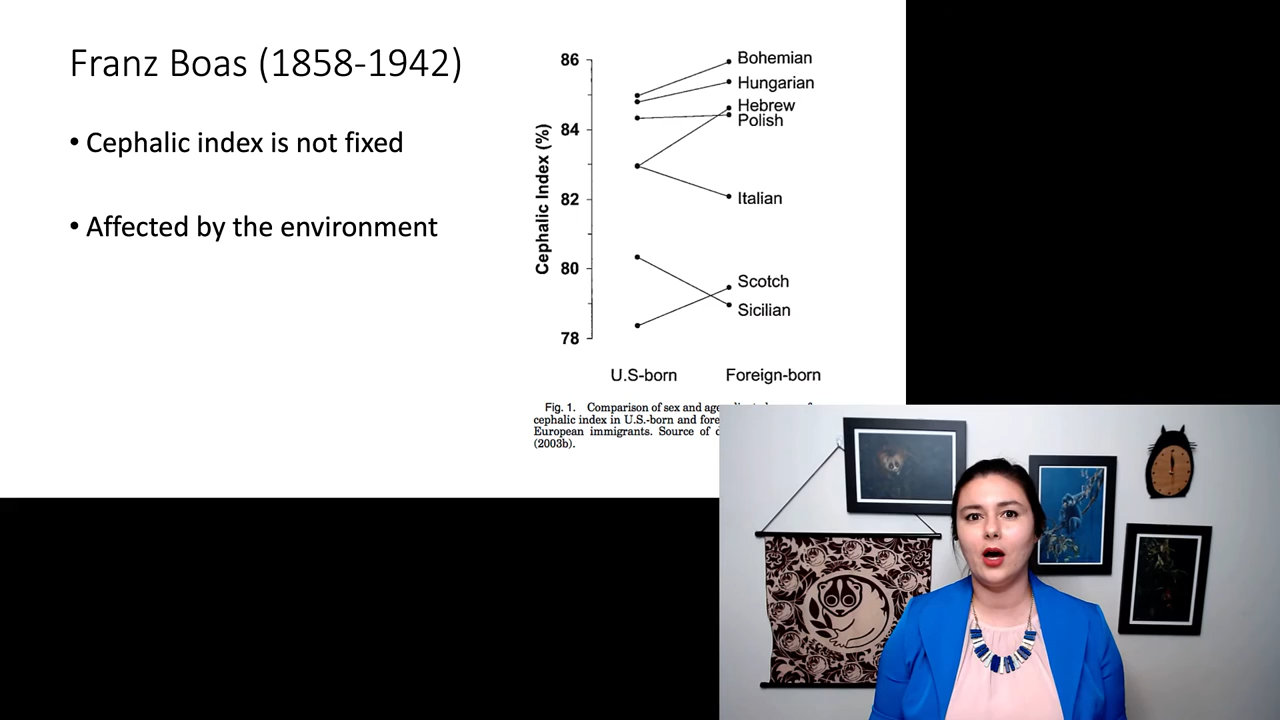 Franz Boas (1858-1942)
• Cephalic index is not fixed
• Affected by the environment
Cephalic Index (%)
86
84
82
80
78
Bohemian
Hungarian
Hebrew
Polish
Italian
Scotch
Sicilian
U.S-born
Foreign-born
Fig. 1. Comparison of sex and age
cephalic index in U.S.-born and fore
European immigrants. Source of d
(2003b).